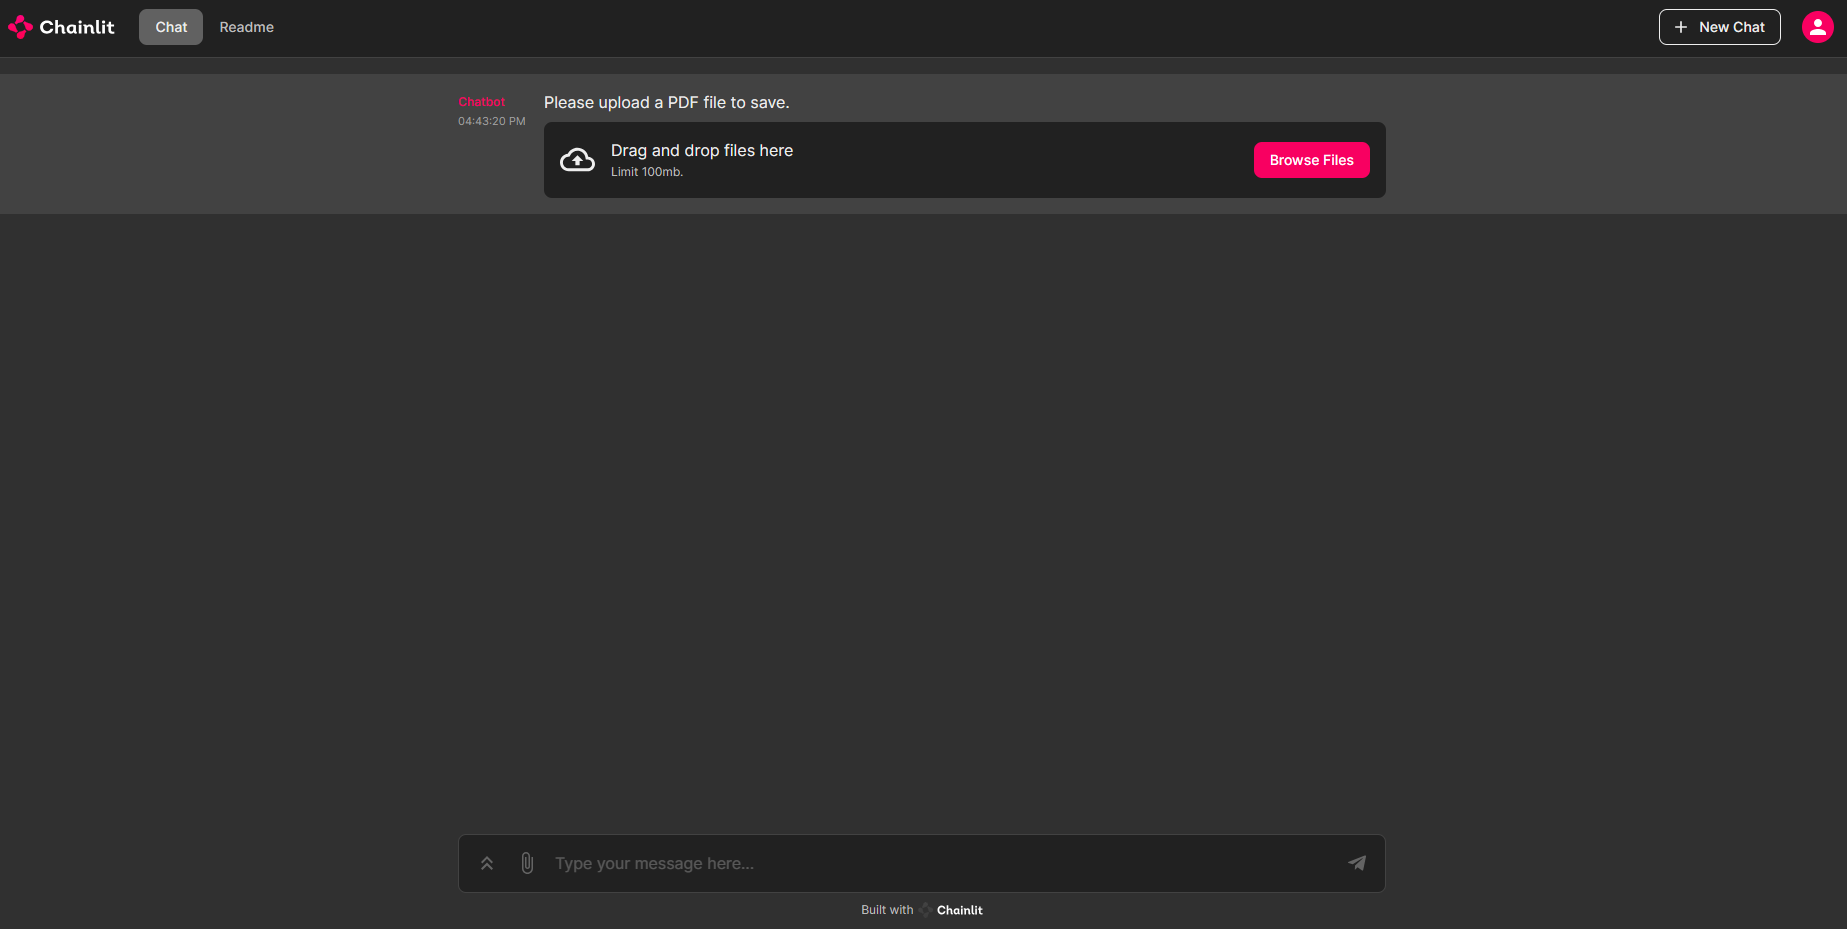 Chainlit
Chat
Readme
New Chat
Chatbot
04:43:20 PM
Please upload a PDF file to save.
Drag and drop files here
Limit 100mb.
Browse Files
Type your message here...
Built with Chainlit